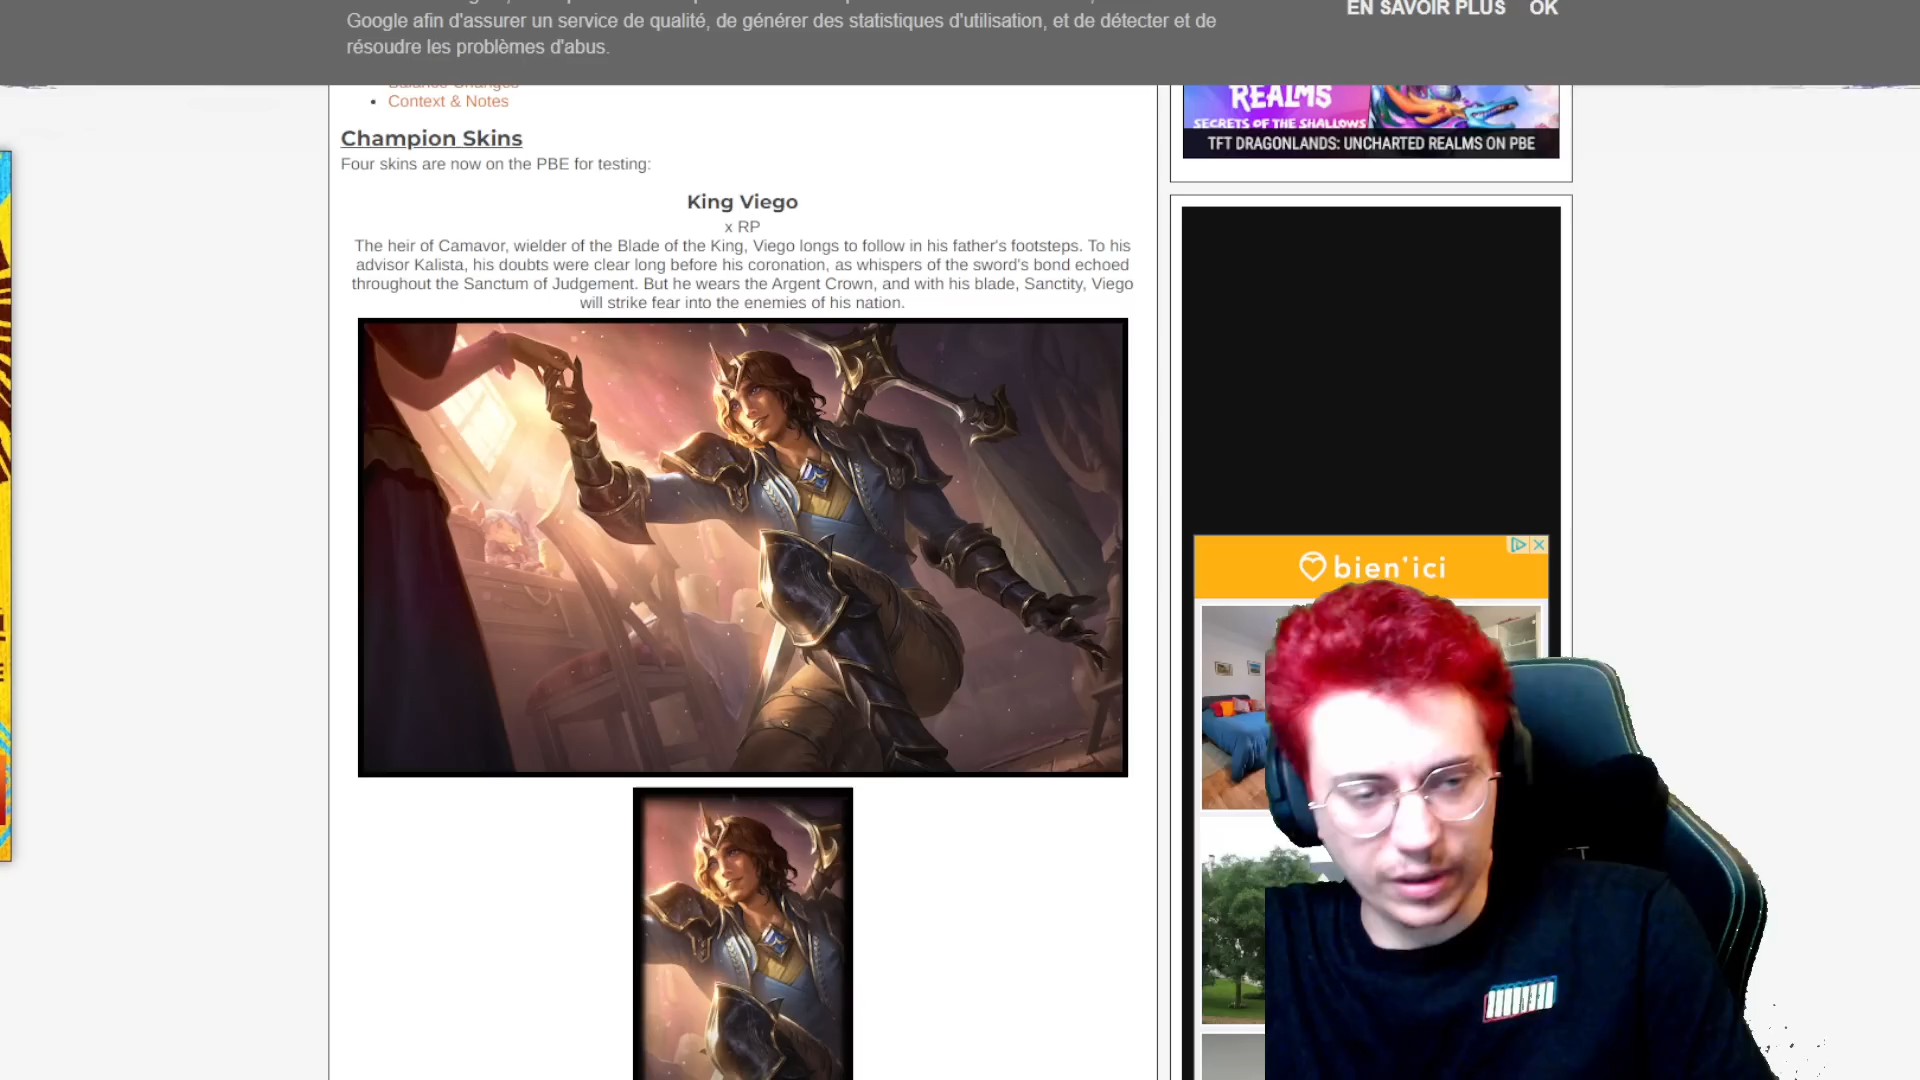 Google afin d'assurer un service de qualité, de générer des statistiques d'utilisation, et de détecter et de
résoudre les problèmes d'abus.
EN SAVOIR PLUS OK
Balance Changes
Context & Notes
Champion Skins
Four skins are now on the PBE for testing:
King Viego
x RP
The heir of Camavor, wielder of the Blade of the King, Viego longs to follow in his father's footsteps. To his
advisor Kalista, his doubts were clear long before his coronation, as whispers of the sword's bond echoed
throughout the Sanctum of Judgement. But he wears the Argent Crown, and with his blade, Sanctity, Viego
will strike fear into the enemies of his nation.
REALMS
SECRETS OF THE SHALLOWS
TFT DRAGONLANDS: UNCHARTED REALMS ON PBE
bien'ici